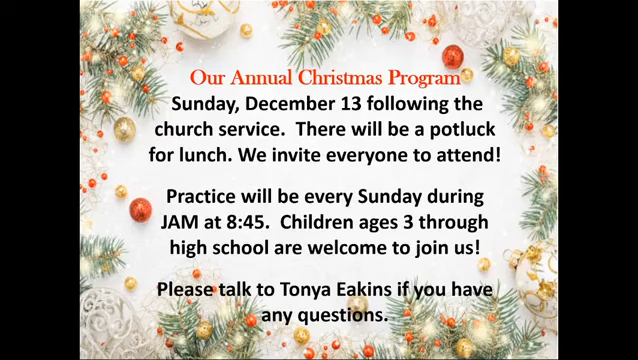 Our Annual Christmas Program
Sunday, December 13 following the
church service.  There will be a potluck
for lunch. We invite everyone to attend!
Practice will be every Sunday during
JAM at 8:45.  Children ages 3 through
high school are welcome to join us!
Please talk to Tonya Eakins if you have
any questions.